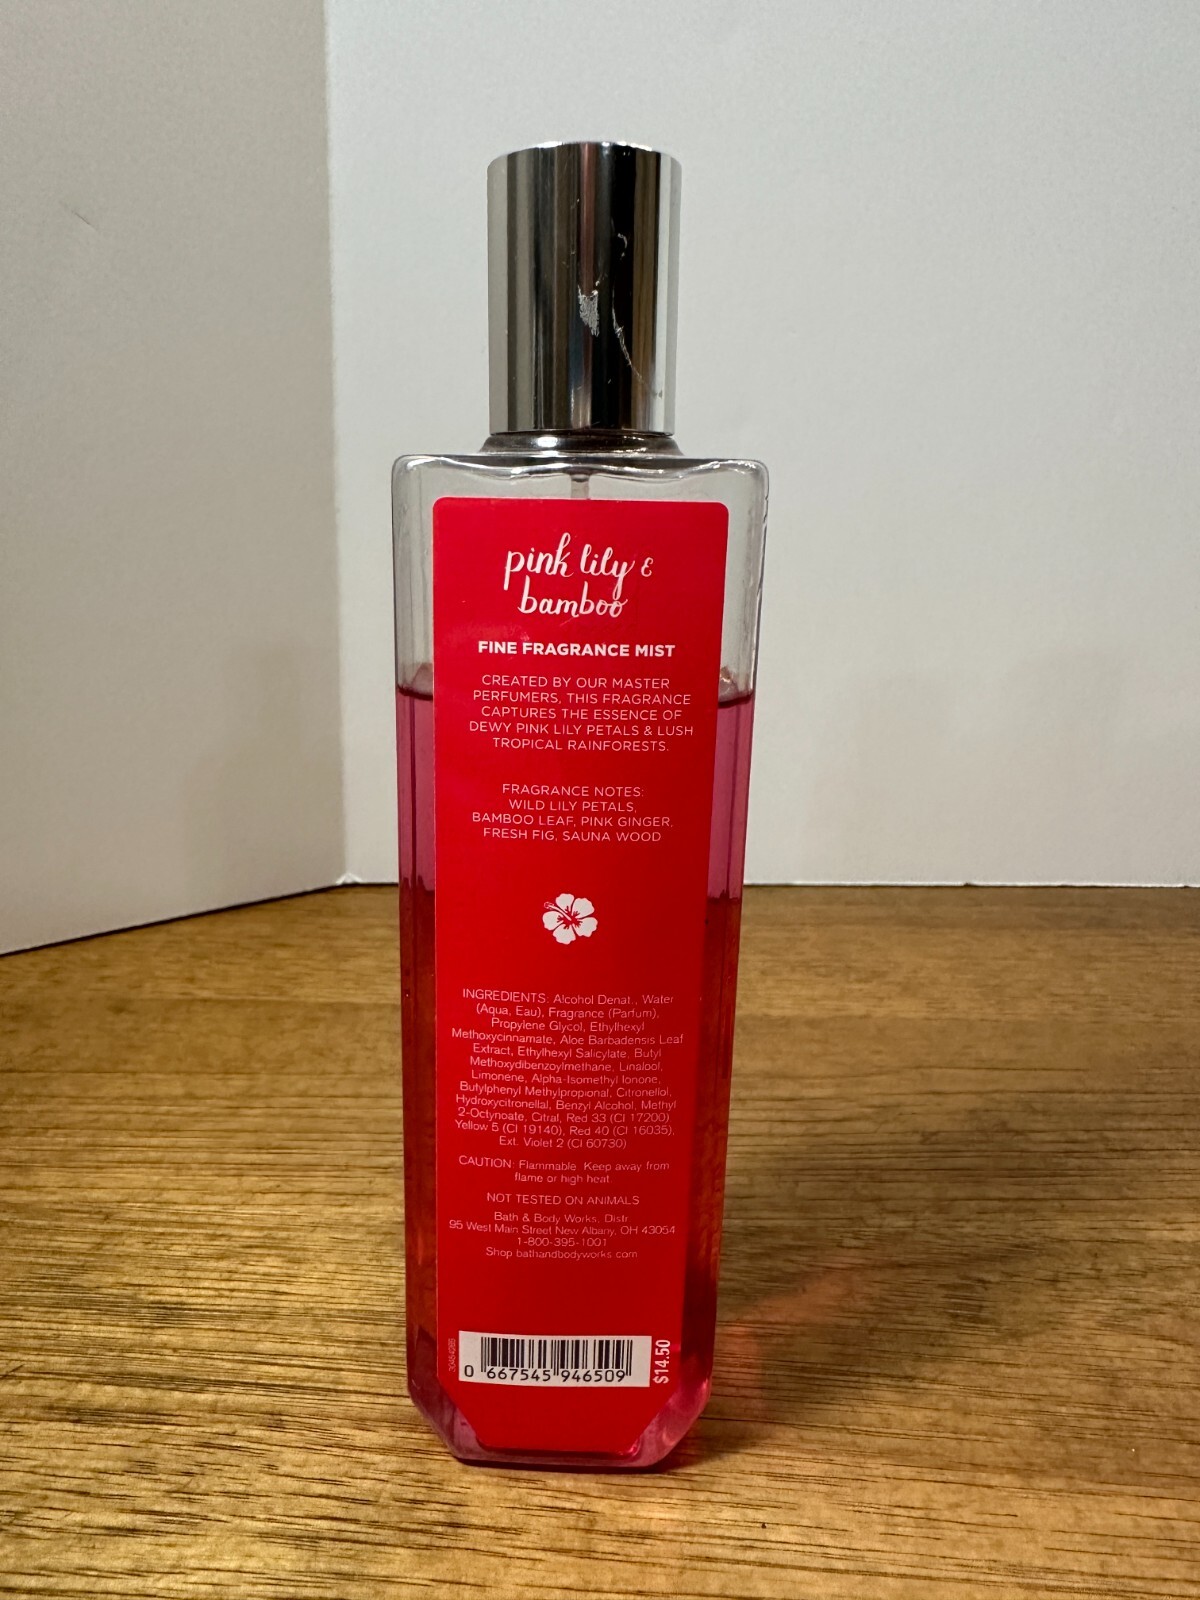 pink lily &
bamboo
FINE FRAGRANCE MIST
CREATED BY OUR MASTER
PERFUMERS, THIS FRAGRANCE
CAPTURES THE ESSENCE OF
DEWY PINK LILY PETALS & LUSH
TROPICAL RAINFORESTS.
FRAGRANCE NOTES:
WILD LILY PETALS,
BAMBOO LEAF, PINK GINGER,
FRESH FIG, SAUNA WOOD
INGREDIENTS: Alcohol Denat., Water
(Aqua, Eau), Fragrance (Parfum),
Propylene Glycol, Ethylhexyl
Methoxycinnamate, Aloe Barbadensis Leaf
Extract, Ethylhexyl Salicylate, Butyl
Methoxydibenzoylmethane, Linalool,
Limonene, Alpha-Isomethyl Ionone,
Butylphenyl Methylpropional, Citronellol,
Hydroxycitronellal, Benzyl Alcohol, Methyl
2-Octynoate, Citral, Red 33 (CI 17200)
Yellow 5 (CI 19140), Red 40 (CI 16035),
Ext. Violet 2 (CI 60730)
CAUTION: Flammable. Keep away from
flame or high heat.
NOT TESTED ON ANIMALS
Bath & Body Works, Distr.
95 West Main Street New Albany, OH 43054
1-800-395-1001
Shop bathandbodyworks.com
0 667545 946509
$14.50